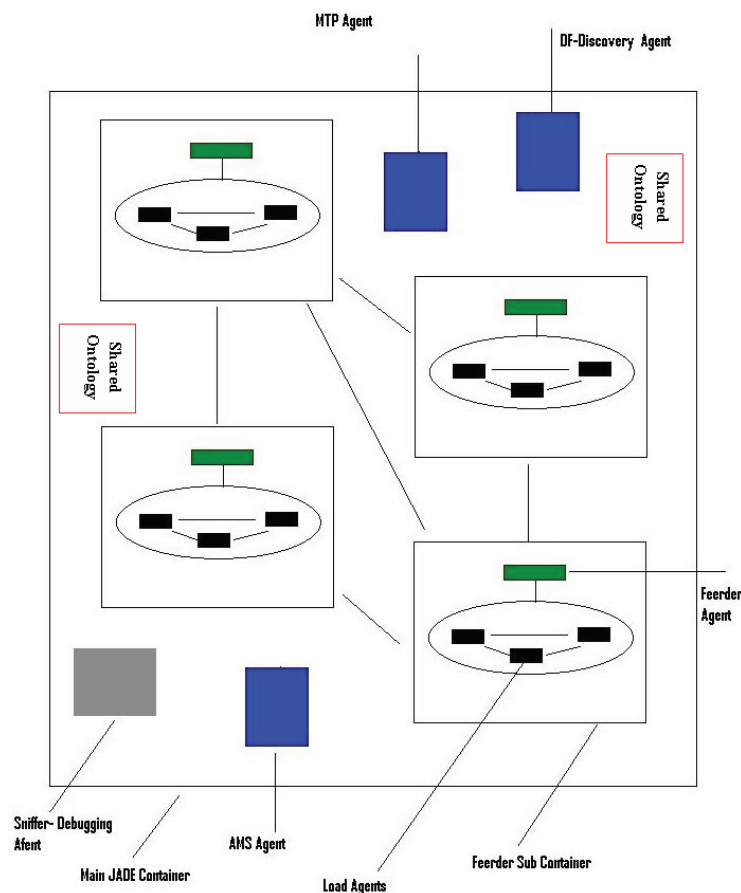 MTP Agent
DF-Discovery Agent
Shared
Ontology
Shared
Ontology
Feerder
Agent
Sniffer- Debugging
Afent
Main JADE Container
AMS Agent
Load Agents
Feerder Sub Container